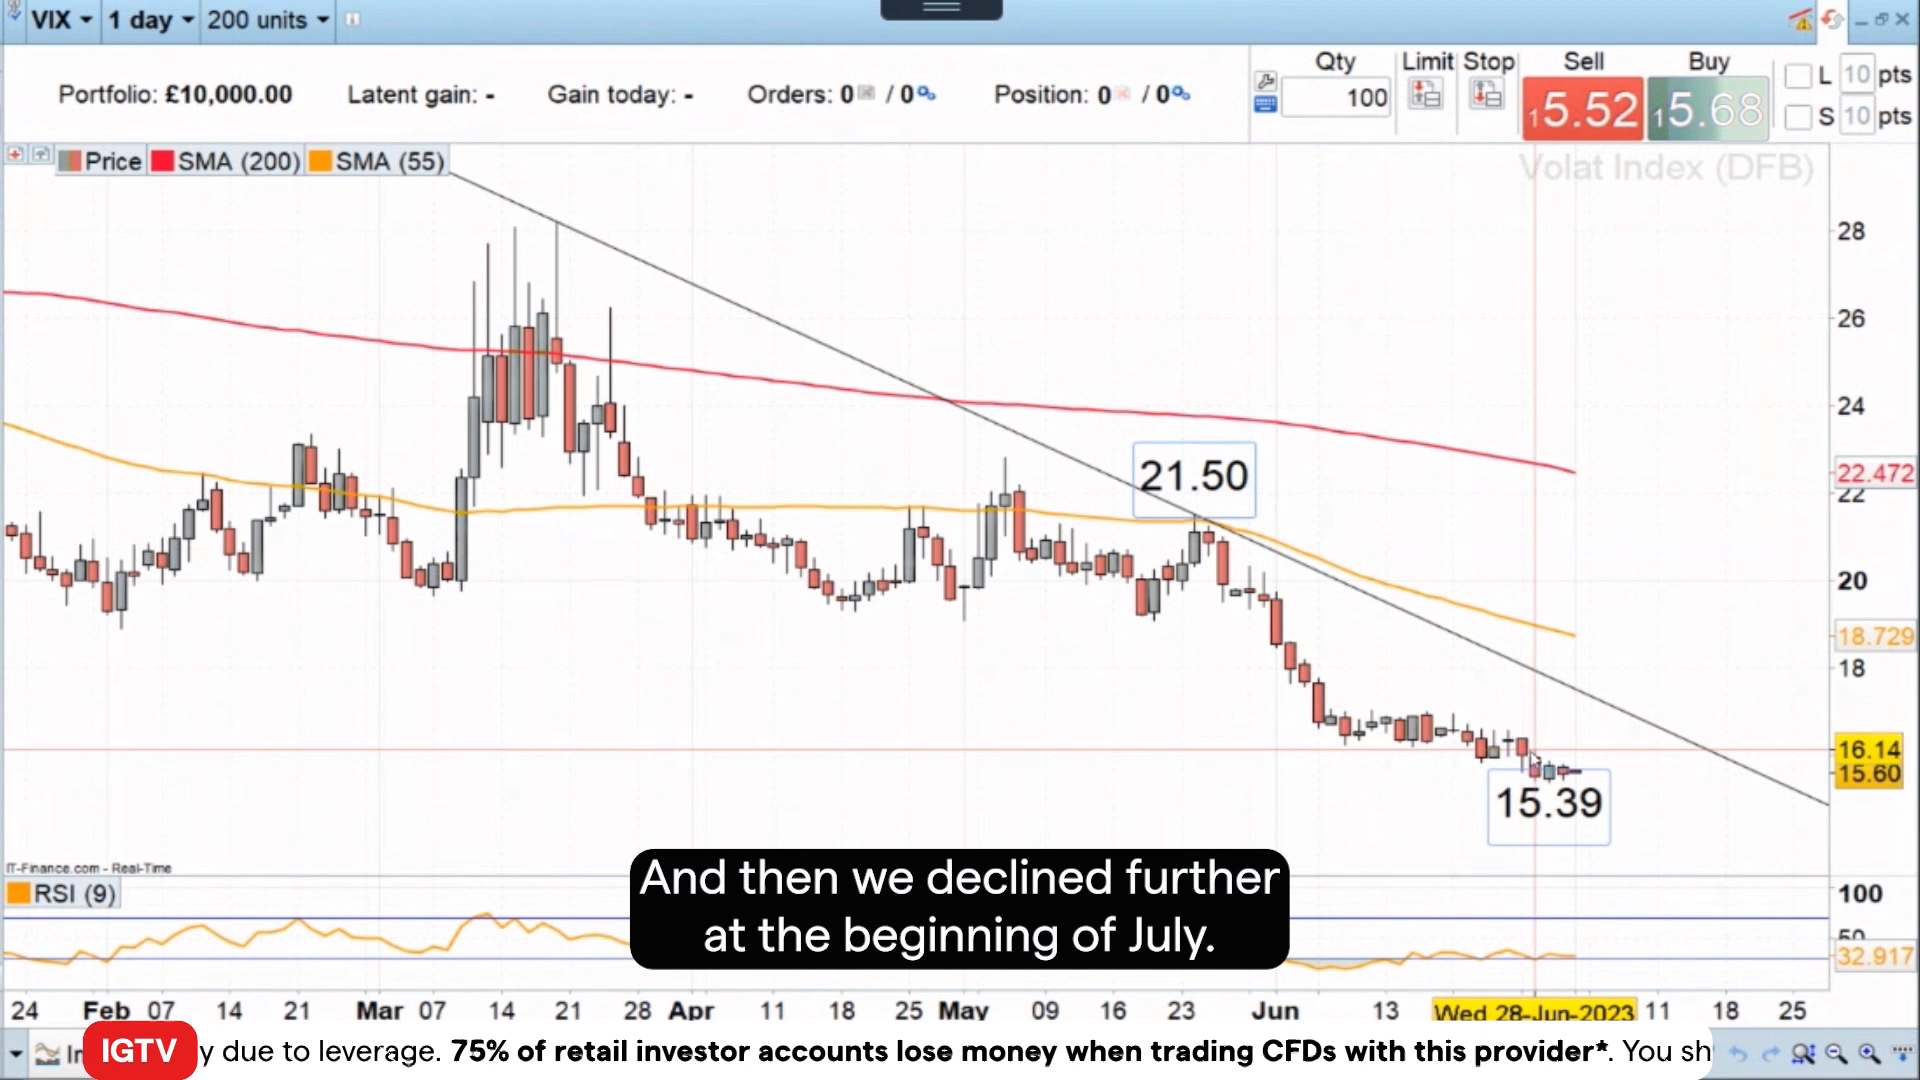 VIX 1 day 200 units
Portfolio: £10,000.00 Latent gain: - Gain today: - Orders: 0 / 0 Position: 0 / 0
Qty Limit Stop Sell Buy
100 15.52 15.68
L 10 pts
S 10 pts
Price SMA (200) SMA (55)
Volat Index (DFB)
28
26
24
22.472
22
20
18.729
18
16.14
15.60
21.50
15.39
IT-Finance.com - Real-Time
RSI (9)
100
50
32.917
And then we declined further
at the beginning of July.
24 Feb 07 14 21 Mar 07 14 21 28 Apr 11 18 25 May 09 16 23 Jun 13 Wed 28-Jun-2023 11 18 25
IGTV y due to leverage. 75% of retail investor accounts lose money when trading CFDs with this provider*. You sh